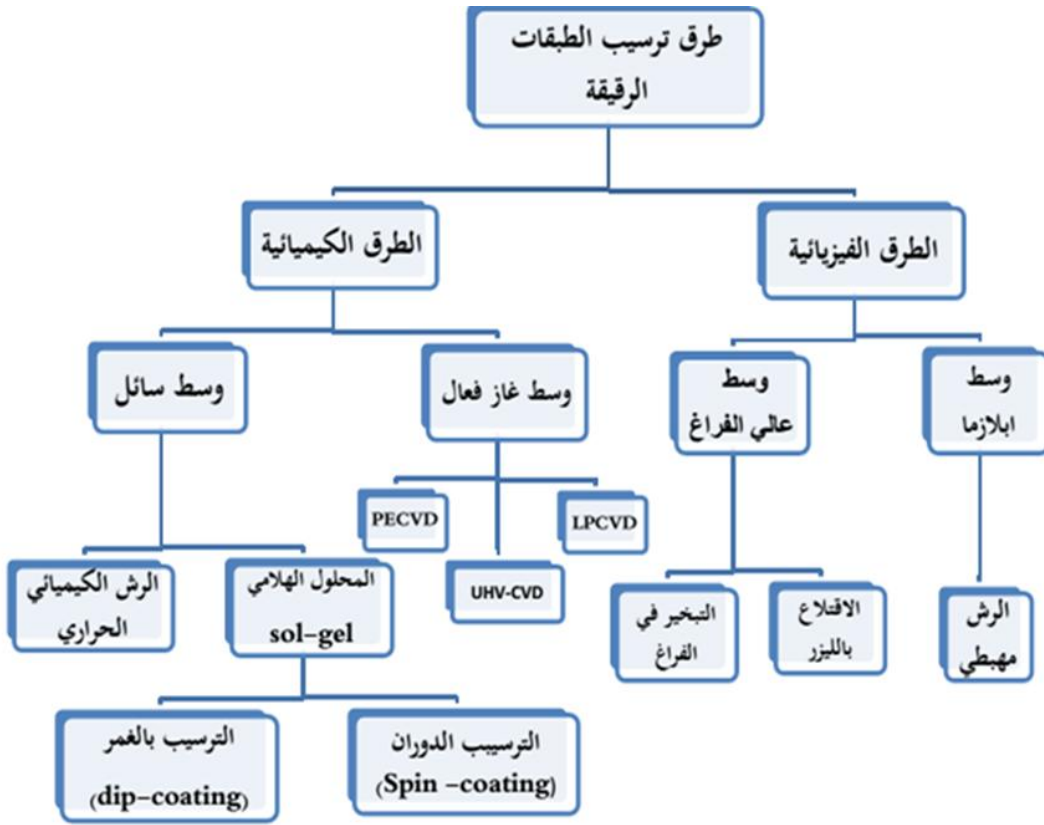 طرق ترسيب الطبقات
الرقيقة
الطرق الفيزيائية
الطرق الكيميائية
وسط
ابلازما
وسط
عالي الفراغ
وسط غاز فعال
وسط سائل
الرش
مهبطي
الاقتلاع
بالليزر
التبخير في
الفراغ
LPCVD
UHV-CVD
PECVD
المحلول الهلامي
sol-gel
الرش الكيميائي
الحراري
الترسيبب الدوران
(Spin -coating)
الترسيب بالغمر
(dip-coating)